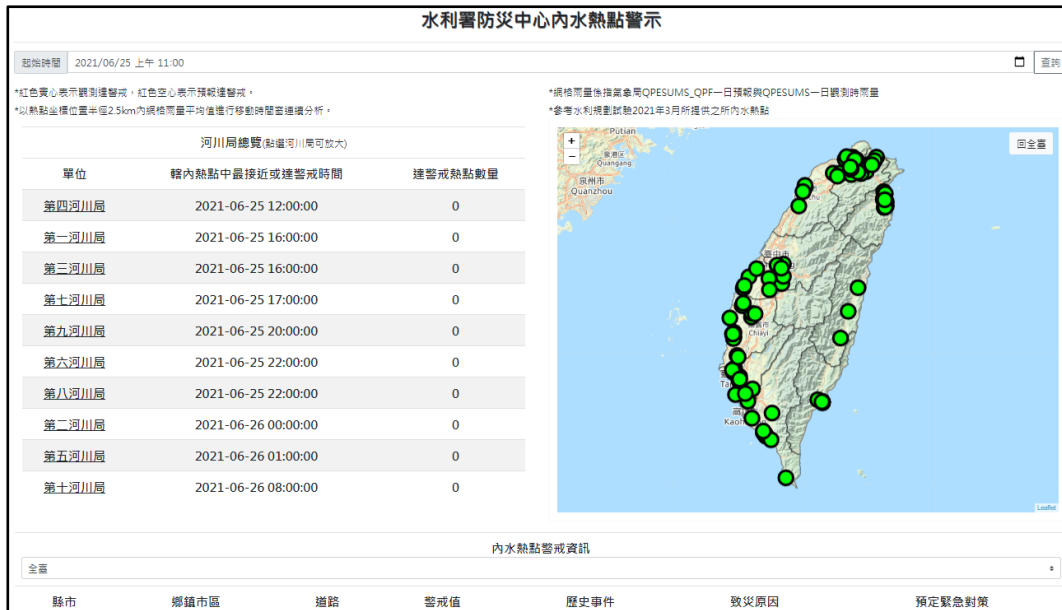 水利署防災中心內水熱點警示
起始時間 2021/06/25 上午 11:00 查詢
*紅色實心表示觀測達警戒，紅色空心表示預報達警戒。
*以熱點坐標位置半徑2.5km內網格雨量平均值進行移動時間窗連續分析。
*網格雨量係指氣象局QPESUMS_QPF一日預報與QPESUMS一日觀測時雨量
*參考水利規劃試驗2021年3月所提供之所內水熱點
河川局總覽(點選河川局可放大)
單位 轄內熱點中最接近或達警戒時間 達警戒熱點數量
第四河川局 2021-06-25 12:00:00 0
第一河川局 2021-06-25 16:00:00 0
第三河川局 2021-06-25 16:00:00 0
第七河川局 2021-06-25 17:00:00 0
第九河川局 2021-06-25 20:00:00 0
第六河川局 2021-06-25 22:00:00 0
第八河川局 2021-06-25 22:00:00 0
第二河川局 2021-06-26 00:00:00 0
第五河川局 2021-06-26 01:00:00 0
第十河川局 2021-06-26 08:00:00 0
+
−
回全臺
Putian
泉港区
Quangang
泉州市
Quanzhou
臺中市
Chiayi
Leaflet
內水熱點警戒資訊
全臺
縣市 鄉鎮市區 道路 警戒值 歷史事件 致災原因 預定緊急對策